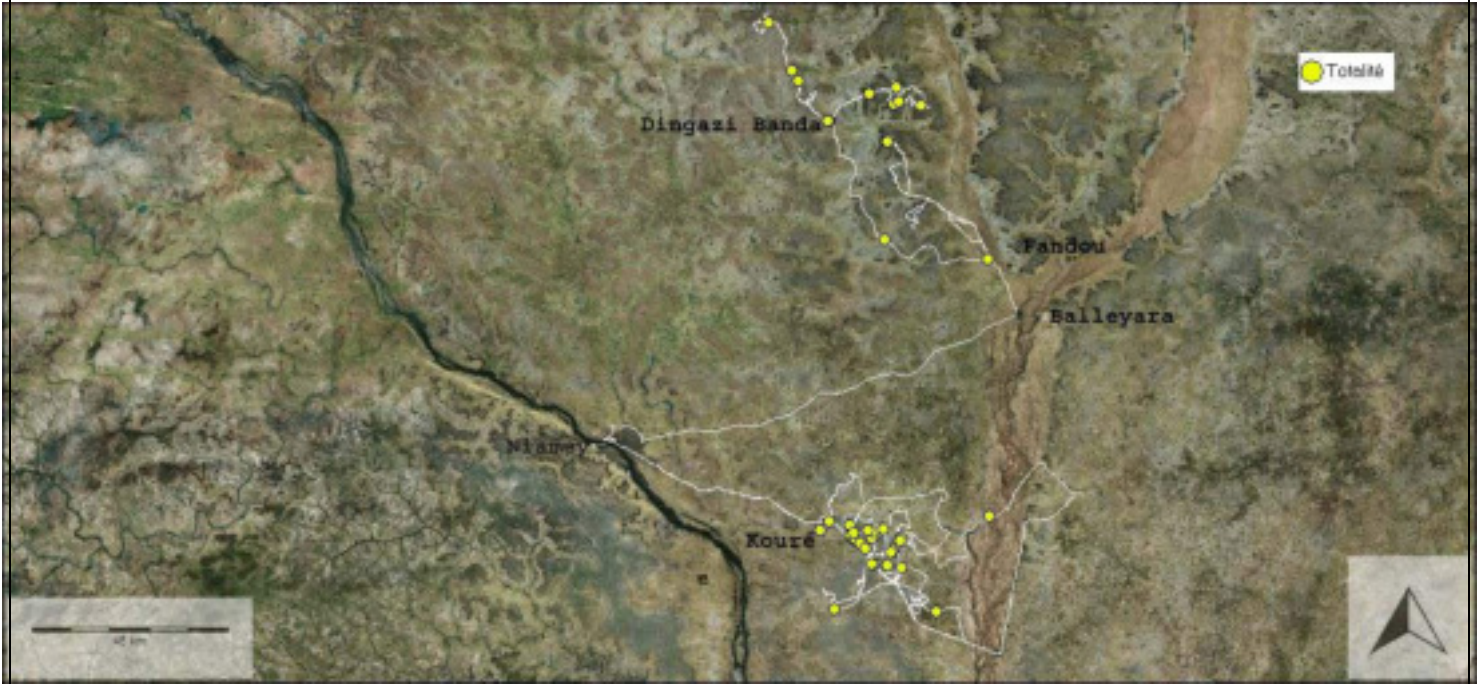 Totalité
Dingazi Banda
Fandou
Balleyara
Niamey
Kouré